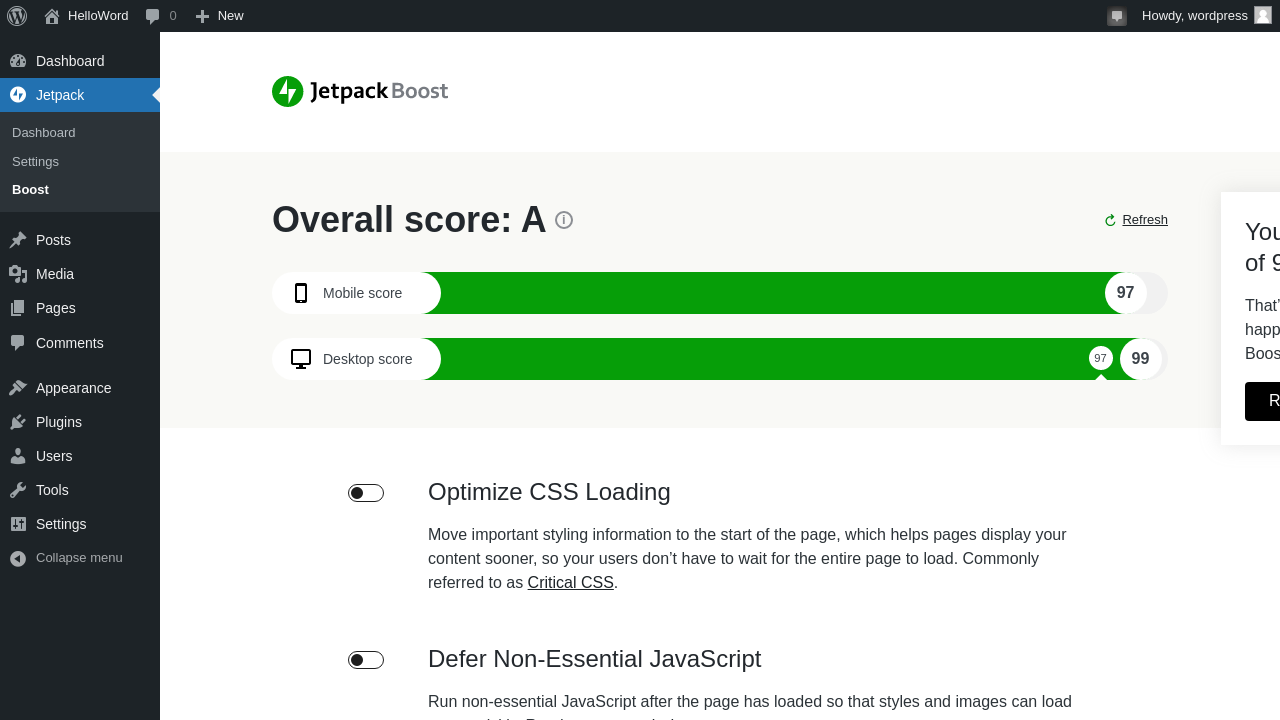 HelloWord
0
New
Howdy, wordpress
Dashboard
Jetpack
Dashboard
Settings
Boost
Posts
Media
Pages
Comments
Appearance
Plugins
Users
Tools
Settings
Collapse menu
Jetpack Boost
Overall score: A
i
Refresh
Mobile score
97
Desktop score
97
99
of 9
That’
Optimize CSS Loading
Move important styling information to the start of the page, which helps pages display your
content sooner, so your users don’t have to wait for the entire page to load. Commonly
referred to as Critical CSS.
Defer Non-Essential JavaScript
Run non-essential JavaScript after the page has loaded so that styles and images can load